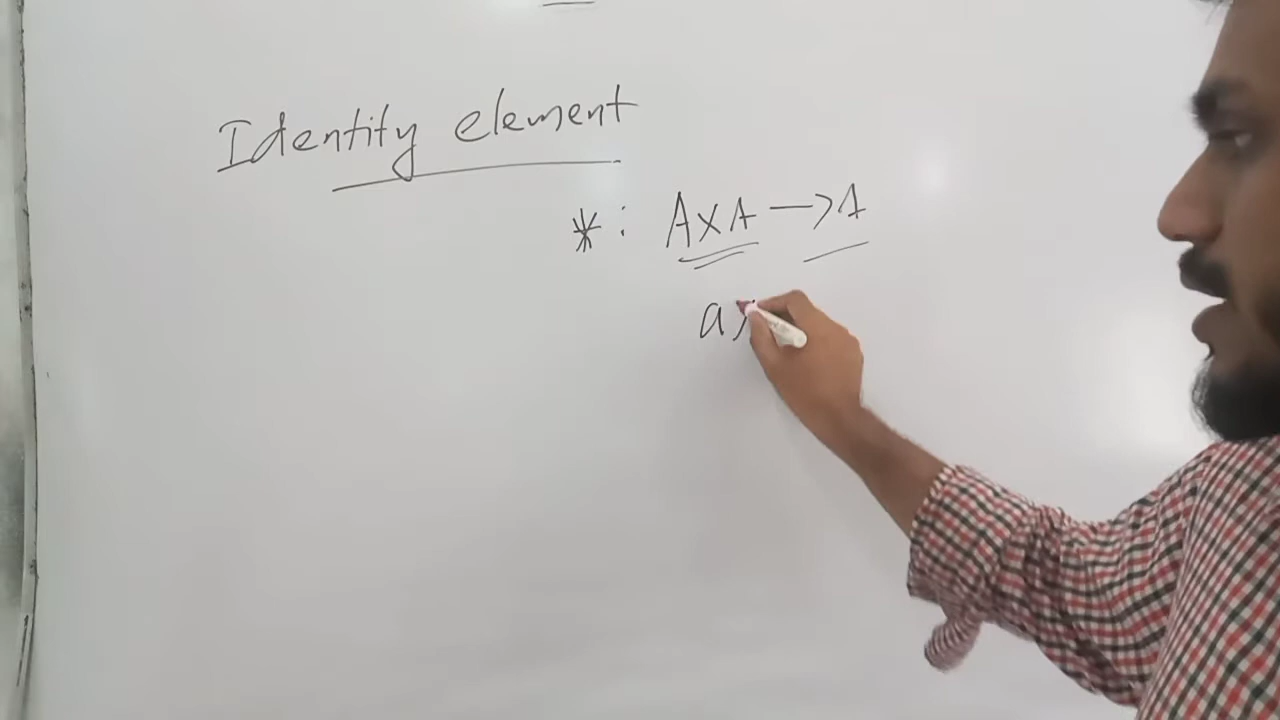 Identity element
* : A×A → A
a